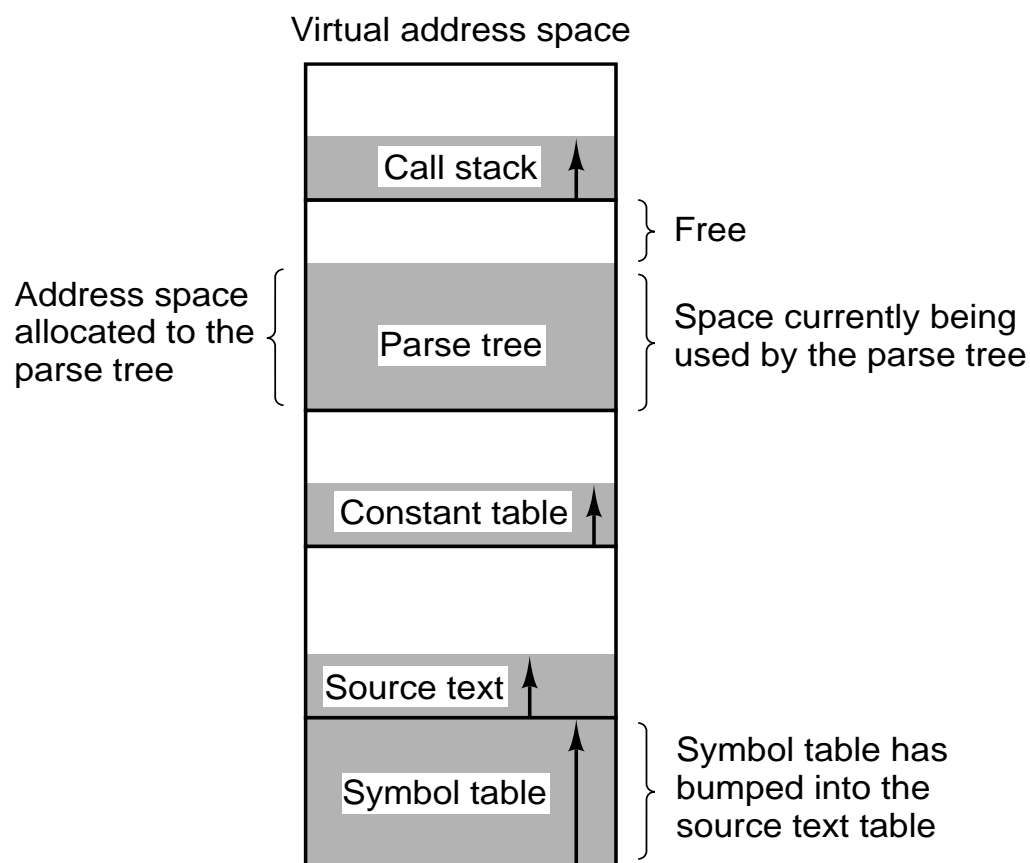 Virtual address space
Call stack
Free
Address space
allocated to the
parse tree
Parse tree
Space currently being
used by the parse tree
Constant table
Source text
Symbol table
Symbol table has
bumped into the
source text table